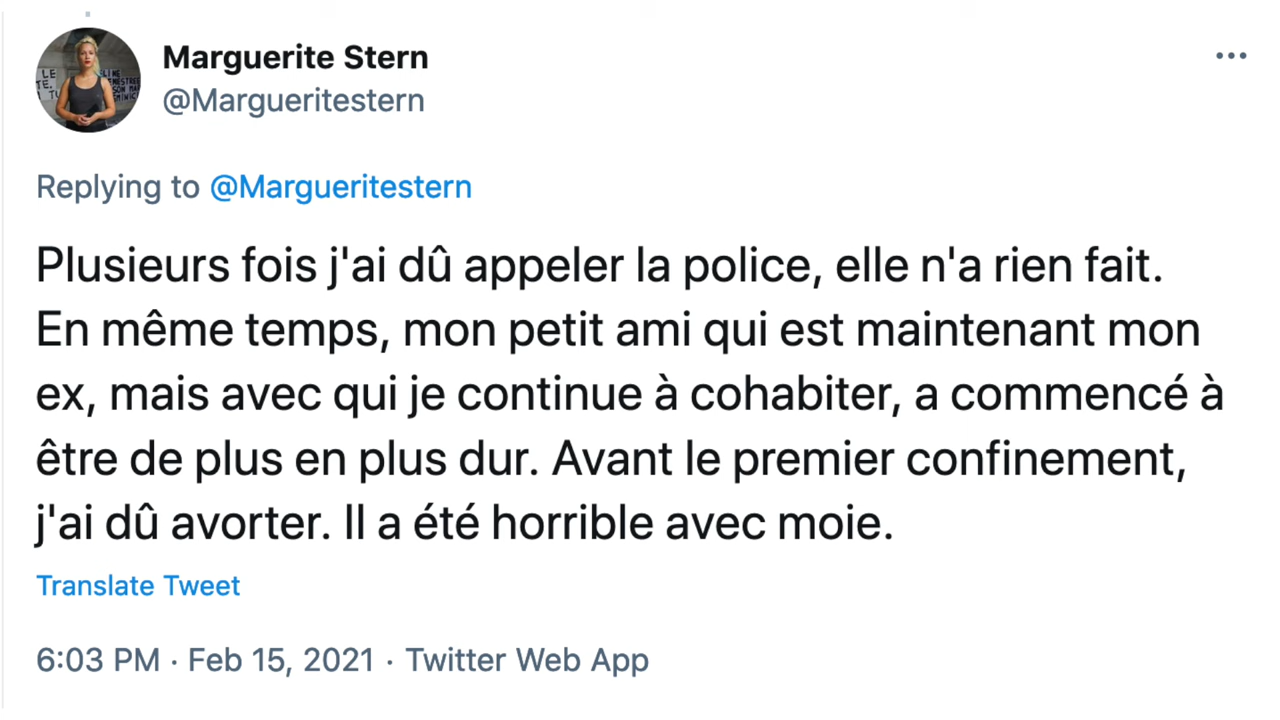 Marguerite Stern
@Margueritestern
Replying to @Margueritestern
Plusieurs fois j'ai dû appeler la police, elle n'a rien fait.
En même temps, mon petit ami qui est maintenant mon
ex, mais avec qui je continue à cohabiter, a commencé à
être de plus en plus dur. Avant le premier confinement,
j'ai dû avorter. Il a été horrible avec moie.
Translate Tweet
6:03 PM · Feb 15, 2021 · Twitter Web App